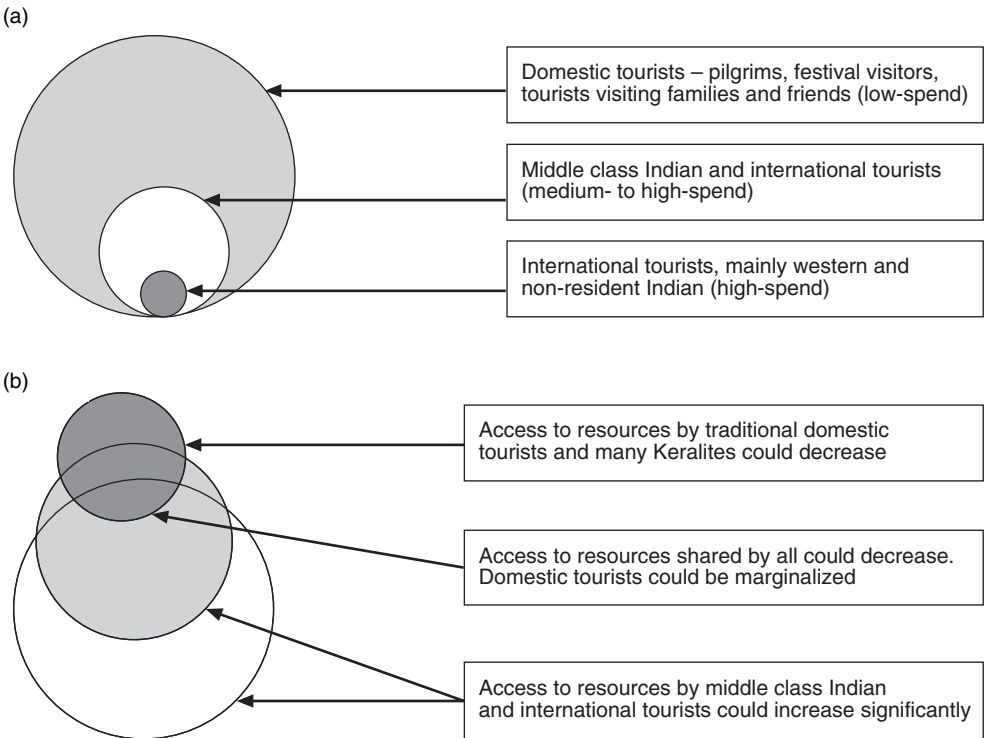 (a)
Domestic tourists – pilgrims, festival visitors,
tourists visiting families and friends (low-spend)
Middle class Indian and international tourists
(medium- to high-spend)
International tourists, mainly western and
non-resident Indian (high-spend)
(b)
Access to resources by traditional domestic
tourists and many Keralites could decrease
Access to resources shared by all could decrease.
Domestic tourists could be marginalized
Access to resources by middle class Indian
and international tourists could increase significantly